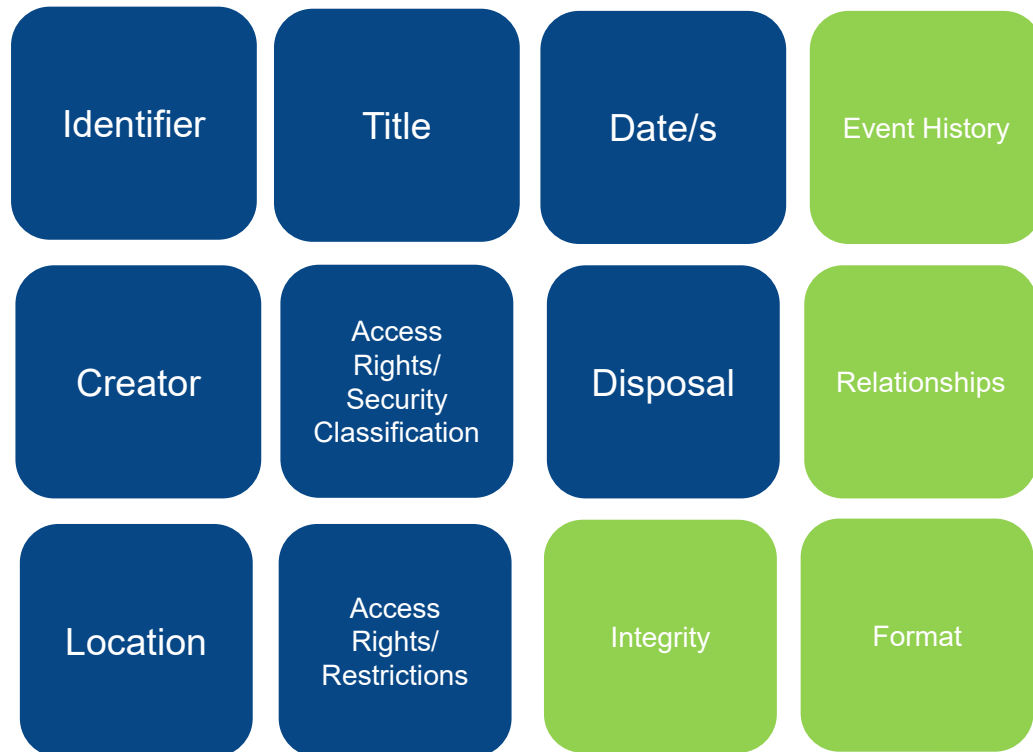 Identifier
Title
Date/s
Event History
Creator
Access
Rights/
Security
Classification
Disposal
Relationships
Location
Access
Rights/
Restrictions
Integrity
Format